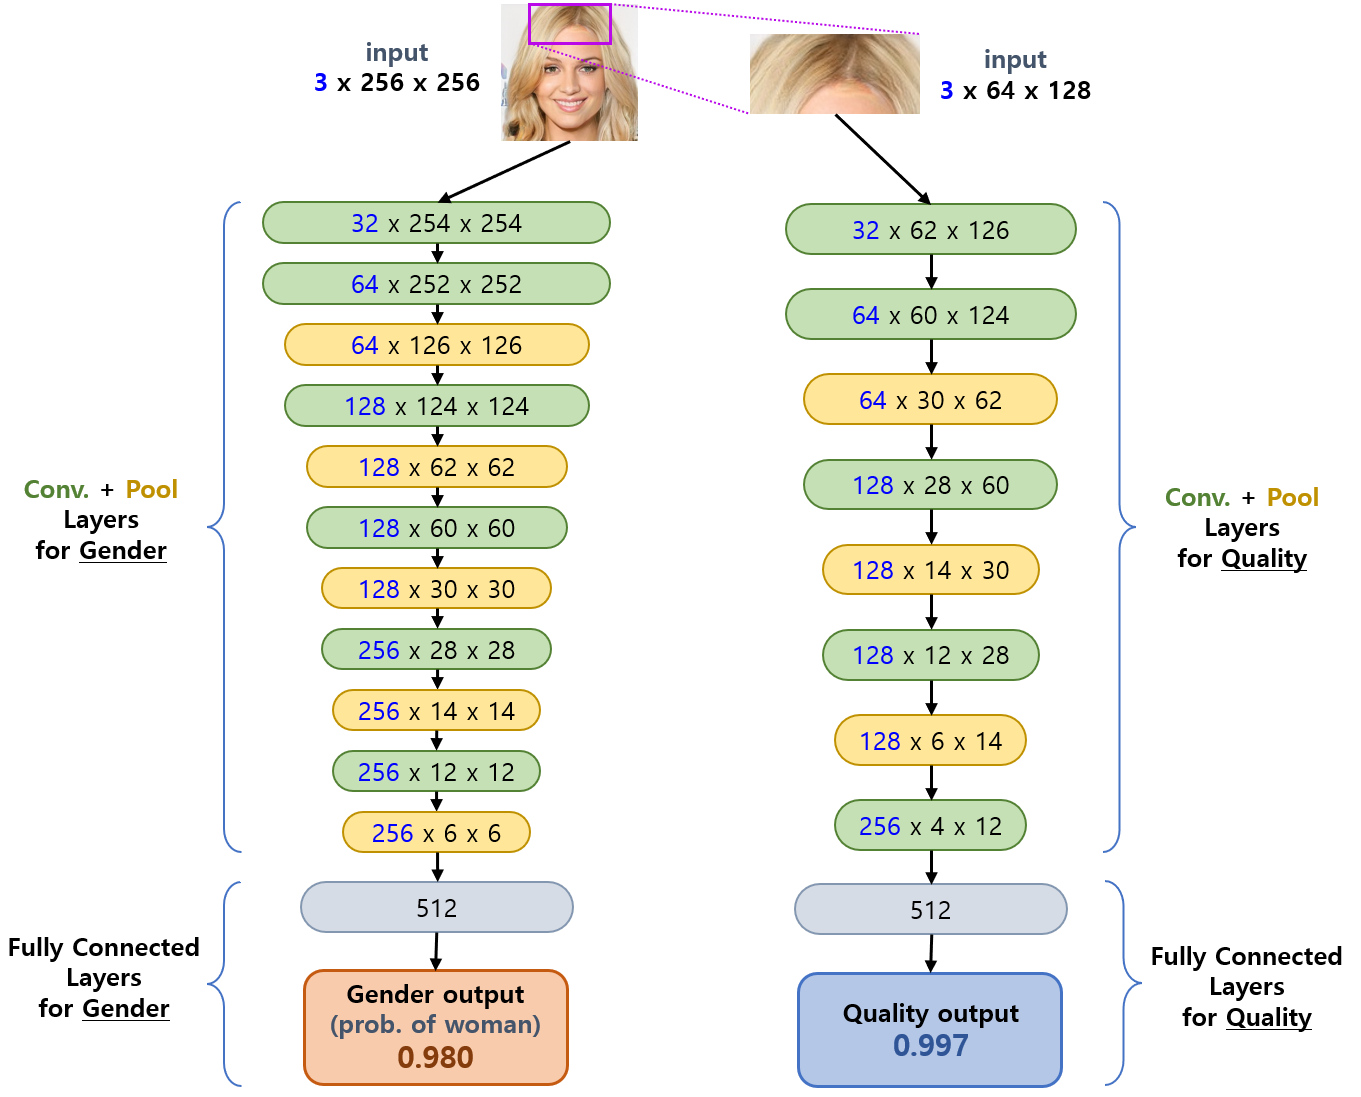 input
3 x 256 x 256
input
3 x 64 x 128
32 x 254 x 254
64 x 252 x 252
64 x 126 x 126
128 x 124 x 124
128 x 62 x 62
128 x 60 x 60
128 x 30 x 30
256 x 28 x 28
256 x 14 x 14
256 x 12 x 12
256 x 6 x 6
Conv. + Pool
Layers
for Gender
512
Gender output
(prob. of woman)
0.980
Fully Connected
Layers
for Gender
32 x 62 x 126
64 x 60 x 124
64 x 30 x 62
128 x 28 x 60
128 x 14 x 30
128 x 12 x 28
128 x 6 x 14
256 x 4 x 12
Conv. + Pool
Layers
for Quality
512
Quality output
0.997
Fully Connected
Layers
for Quality